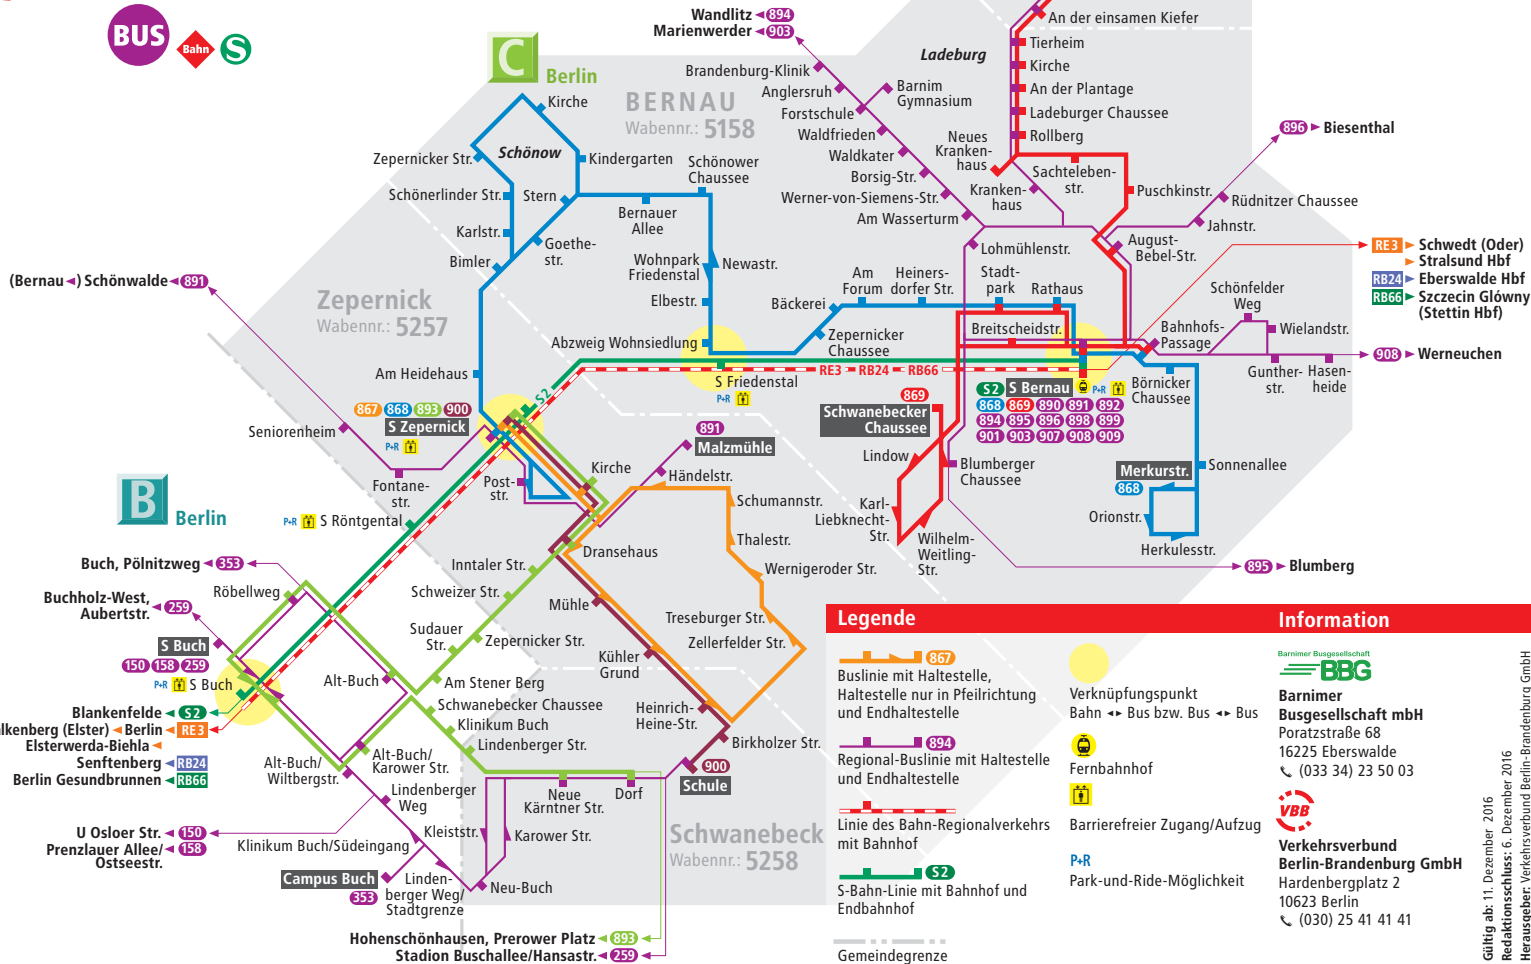 BUS
Bahn
S
C
Berlin
BERNAU
Wabennr.: 5158
Wandlitz 894
Marienwerder 903
Brandenburg-Klinik
Anglersruh
Forstschule
Waldfrieden
Waldkater
Borsig-Str.
Werner-von-Siemens-Str.
Am Wasserturm
Barnim
Gymnasium
Ladeburg
An der einsamen Kiefer
Tierheim
Kirche
An der Plantage
Ladeburger Chaussee
Rollberg
Neues
Kranken-
haus
Kranken-
haus
Sachteleben-
str.
Puschkinstr.
896 Biesenthal
Rüdnitzer Chaussee
Jahnstr.
August-
Bebel-Str.
Lohmühlenstr.
RE3 Schwedt (Oder)
Stralsund Hbf
RB24 Eberswalde Hbf
RB66 Szczecin Glówny
(Stettin Hbf)
Kirche
Schönow
Zepernicker Str.
Kindergarten
Schönerlinder Str.
Stern
Karlstr.
Goethe-
str.
Bimler
Bernauer
Allee
Schönower
Chaussee
Wohnpark
Friedenstal
Newastr.
Elbestr.
Abzweig Wohnsiedlung
Bäckerei
Zepernicker
Chaussee
Am
Forum
Heiners-
dorfer Str.
Stadt-
park
Rathaus
Breitscheidstr.
Bahnhofs-
Passage
Schönfelder
Weg
Wielandstr.
908 Werneuchen
Gunther-
str.
Hasen-
heide
Börnicker
Chaussee
(Bernau ) Schönwalde 891
Zepernick
Wabennr.: 5257
Am Heidehaus
867 868 893 900
S Zepernick
P+R
Seniorenheim
Fontane-
str.
S2
S Friedenstal
P+R
RE3 RB24 RB66
S2 S Bernau P+R
868 869 890 891 892
894 895 896 898 899
901 903 907 908 909
869
Schwanebecker
Chaussee
Lindow
Karl-
Liebknecht-
Str.
Wilhelm-
Weitling-
Str.
Blumberger
Chaussee
Merkurstr.
868
Sonnenallee
Orionstr.
Herkulesstr.
895 Blumberg
891
Malzmühle
Händelstr.
Kirche
Post-
str.
Schumannstr.
Thalestr.
Wernigeroder Str.
Treseburger Str.
Zellerfelder Str.
Dransehaus
B
Berlin
P+R S Röntgental
Buch, Pölnitzweg 353
Röbellweg
Buchholz-West,
Aubertstr.
259
S Buch
150 158 259
P+R S Buch
Inntaler Str.
Schweizer Str.
Sudauer
Str.
Zepernicker Str.
Mühle
Kühler
Grund
Heinrich-
Heine-Str.
Birkholzer Str.
900
Schule
Alt-Buch
Am Stener Berg
Schwanebecker Chaussee
Klinikum Buch
Lindenberger Str.
Blankenfelde S2
lkenberg (Elster) Berlin RE3
Elsterwerda-Biehla
Senftenberg RB24
Berlin Gesundbrunnen RB66
Alt-Buch/
Wiltbergstr.
Alt-Buch/
Karower Str.
Lindenberger
Weg
Neue
Kärntner Str.
Dorf
U Osloer Str. 150
Prenzlauer Allee/
Ostseestr.
158
Klinikum Buch/Südeingang
Kleiststr.
Karower Str.
Campus Buch
353
Linden-
berger Weg/
Stadtgrenze
Neu-Buch
Schwanebeck
Wabennr.: 5258
Hohenschönhausen, Prerower Platz 893
Stadion Buschallee/Hansastr. 259
Legende
867
Buslinie mit Haltestelle,
Haltestelle nur in Pfeilrichtung
und Endhaltestelle
894
Regional-Buslinie mit Haltestelle
und Endhaltestelle
Linie des Bahn-Regionalverkehrs
mit Bahnhof
S2
S-Bahn-Linie mit Bahnhof und
Endbahnhof
Gemeindegrenze
Verknüpfungspunkt
Bahn Bus bzw. Bus Bus
Fernbahnhof
Barrierefreier Zugang/Aufzug
P+R
Park-und-Ride-Möglichkeit
Information
Barnimer Busgesellschaft
BBG
Barnimer
Busgesellschaft mbH
Poratzstraße 68
16225 Eberswalde
(033 34) 23 50 03
VBB
Verkehrsverbund
Berlin-Brandenburg GmbH
Hardenbergplatz 2
10623 Berlin
(030) 25 41 41 41
Gültig ab: 11. Dezember 2016
Redaktionsschluss: 6. Dezember 2016
Herausgeber: Verkehrsverbund Berlin-Brandenburg GmbH